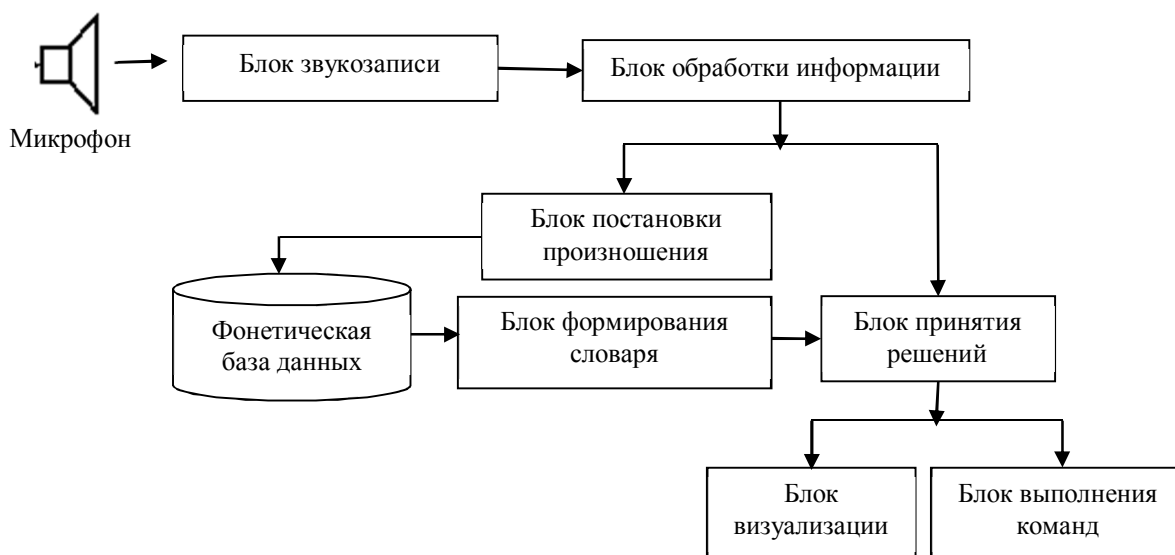 Блок звукозаписи
Блок обработки информации
Микрофон
Блок постановки
произношения
Фонетическая
база данных
Блок формирования
словаря
Блок принятия
решений
Блок
визуализации
Блок выполнения
команд